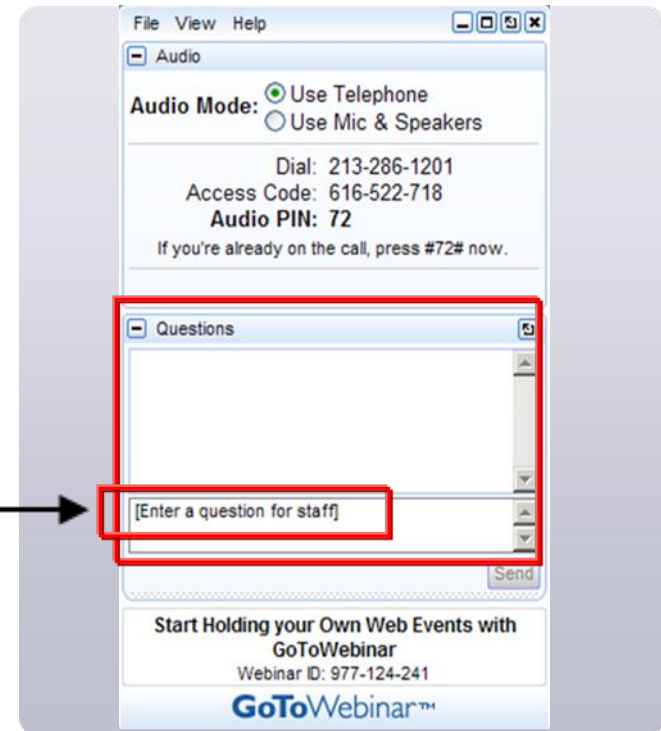 File View Help
Audio
Audio Mode: Use Telephone
Use Mic & Speakers
Dial: 213-286-1201
Access Code: 616-522-718
Audio PIN: 72
If you're already on the call, press #72# now.
Questions
[Enter a question for staff]
Send
Start Holding your Own Web Events with
GoToWebinar
Webinar ID: 977-124-241
GoToWebinar™